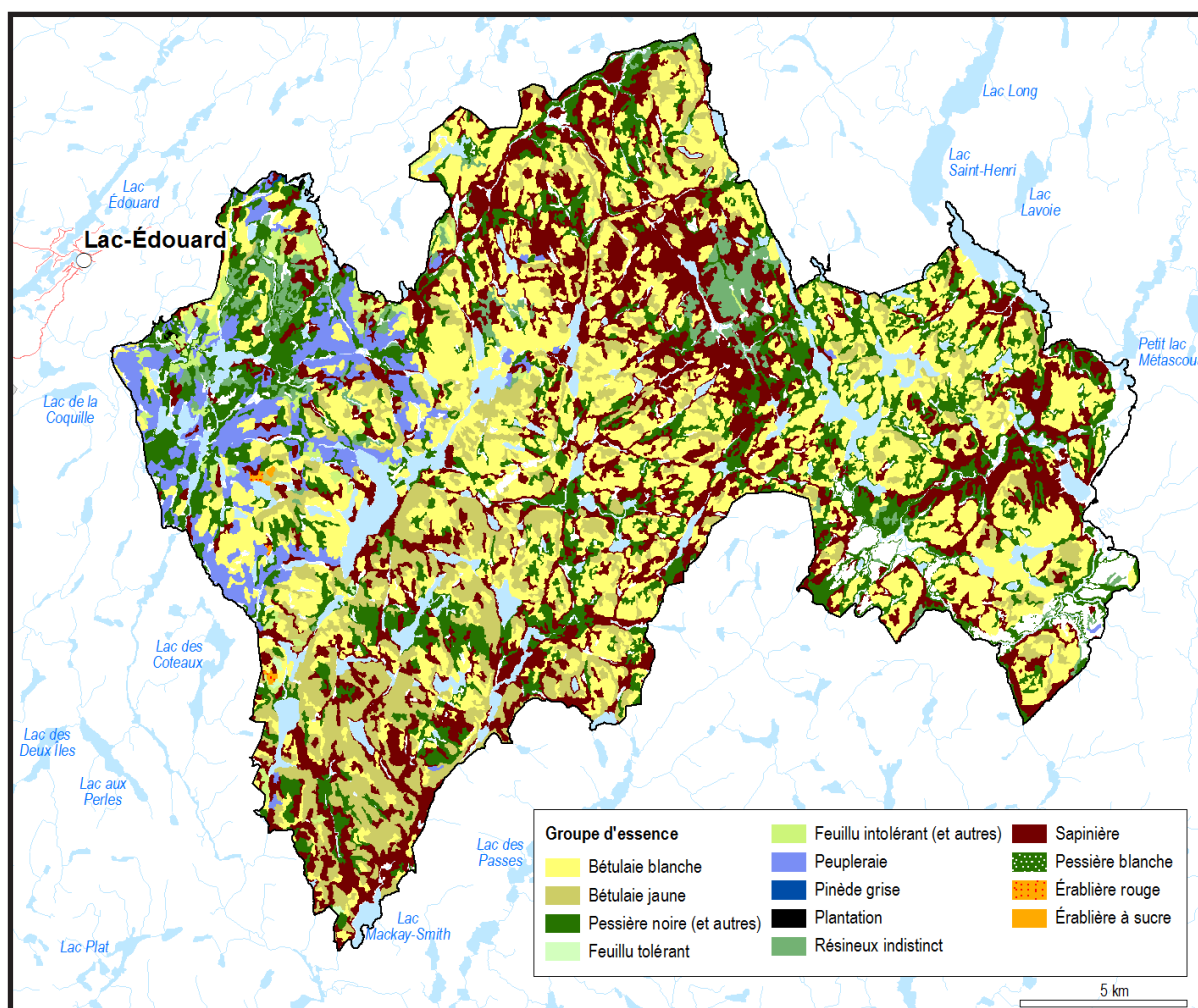 Lac Long
Lac
Saint-Henri
Lac
Lavoie
Lac
Édouard
Lac-Édouard
Petit lac
Lac de la
Coquille
Lac des
Coteaux
Lac des
Deux Îles
Lac aux
Perles
Lac des
Passes
Lac
Mackay-Smith
Lac Plat
Groupe d'essence
Bétulaie blanche
Bétulaie jaune
Pessière noire (et autres)
Feuillu tolérant
Feuillu intolérant (et autres)
Peupleraie
Pinède grise
Plantation
Résineux indistinct
Sapinière
Pessière blanche
Érablière rouge
Érablière à sucre
5 km